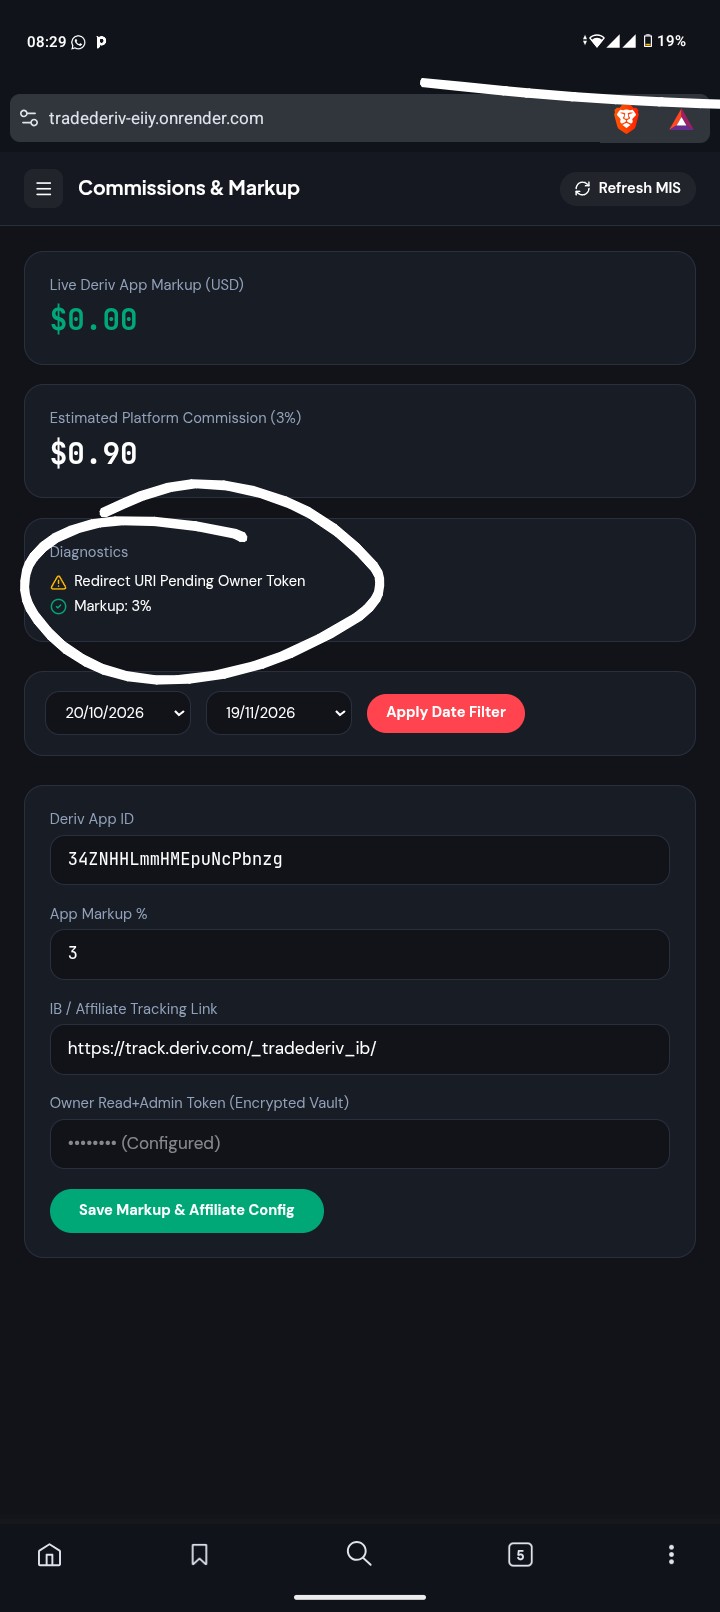 08:29
19%
tradederiv-eiiy.onrender.com
Commissions & Markup
Refresh MIS
Live Deriv App Markup (USD)
$0.00
Estimated Platform Commission (3%)
$0.90
Diagnostics
Redirect URI Pending Owner Token
Markup: 3%
20/10/2026
19/11/2026
Apply Date Filter
Deriv App ID
34ZNHHLmmHMEpuNcPbnzg
App Markup %
3
IB / Affiliate Tracking Link
https://track.deriv.com/_tradederiv_ib/
Owner Read+Admin Token (Encrypted Vault)
•••••••• (Configured)
Save Markup & Affiliate Config
5